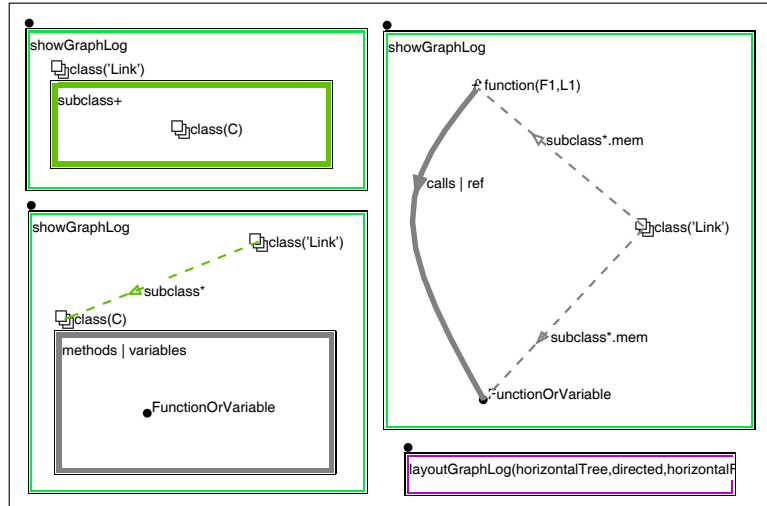 showGraphLog
class('Link')
subclass+
class(C)
showGraphLog
class('Link')
subclass*
class(C)
methods | variables
FunctionOrVariable
showGraphLog
function(F1,L1)
subclass*.mem
calls | ref
class('Link')
subclass*.mem
FunctionOrVariable
layoutGraphLog(horizontalTree,directed,horizontalF